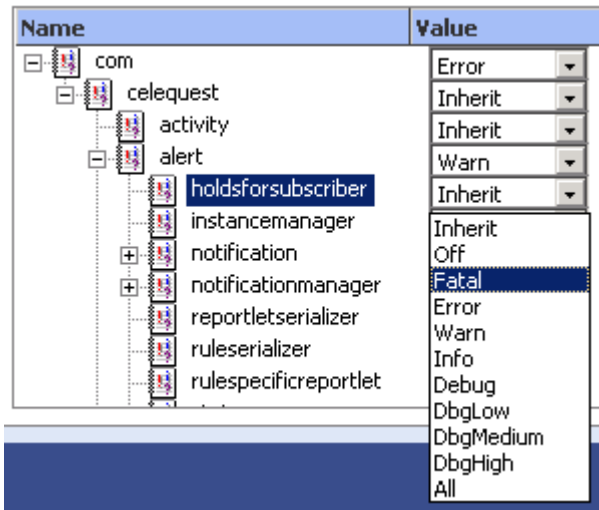 Name Value
com Error
celequest Inherit
activity Inherit
alert Warn
holdsforsubscriber Inherit
instancemanager
notification
notificationmanager
reportletserializer
ruleserializer
rulespecificreportlet
Inherit
Off
Fatal
Error
Warn
Info
Debug
DbgLow
DbgMedium
DbgHigh
All